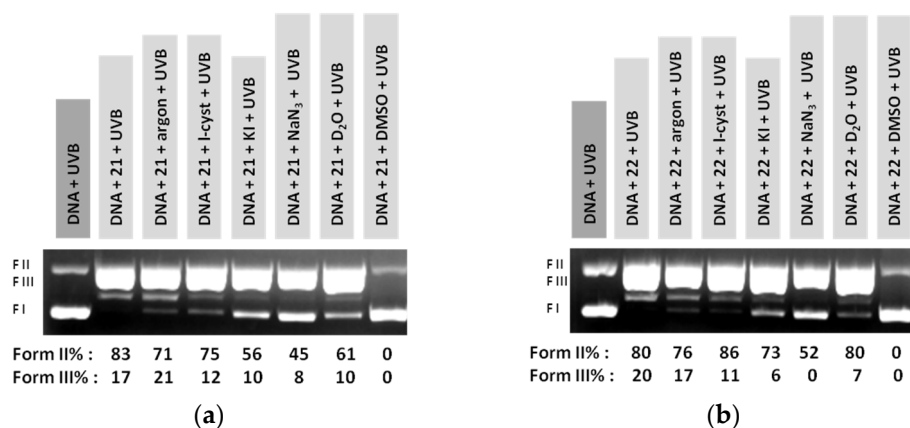 DNA + UVB
DNA + 21 + UVB
DNA + 21 + argon + UVB
DNA + 21 + l-cyst + UVB
DNA + 21 + KI + UVB
DNA + 21 + NaN₃ + UVB
DNA + 21 + D₂O + UVB
DNA + 21 + DMSO + UVB
F II
F III
F I
Form II% : 83 71 75 56 45 61 0
Form III% : 17 21 12 10 8 10 0
(a)
DNA + UVB
DNA + 22 + UVB
DNA + 22 + argon + UVB
DNA + 22 + l-cyst + UVB
DNA + 22 + KI + UVB
DNA + 22 + NaN₃ + UVB
DNA + 22 + D₂O + UVB
DNA + 22 + DMSO + UVB
F II
F III
F I
Form II% : 80 76 86 73 52 80 0
Form III% : 20 17 11 6 0 7 0
(b)